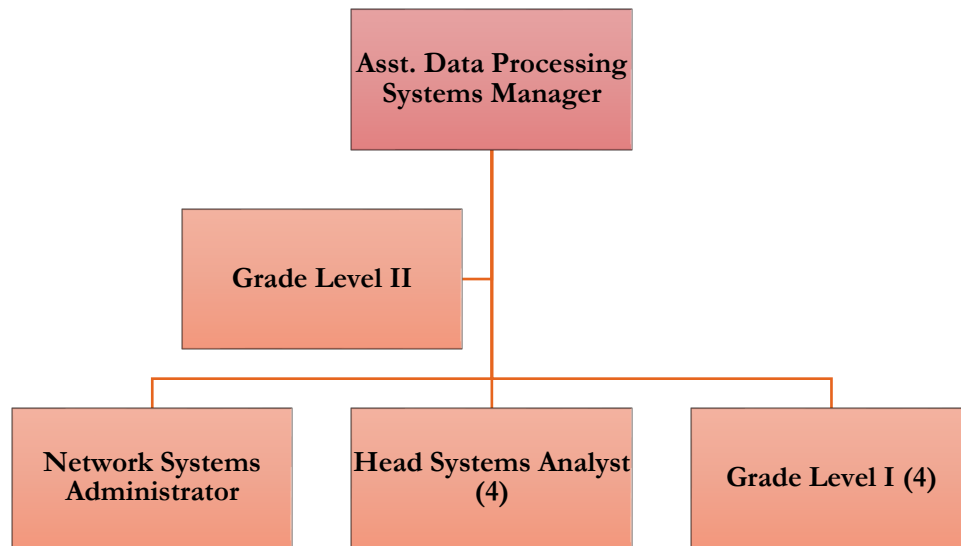 Asst. Data Processing
Systems Manager
Grade Level II
Network Systems
Administrator
Head Systems Analyst
(4)
Grade Level I (4)